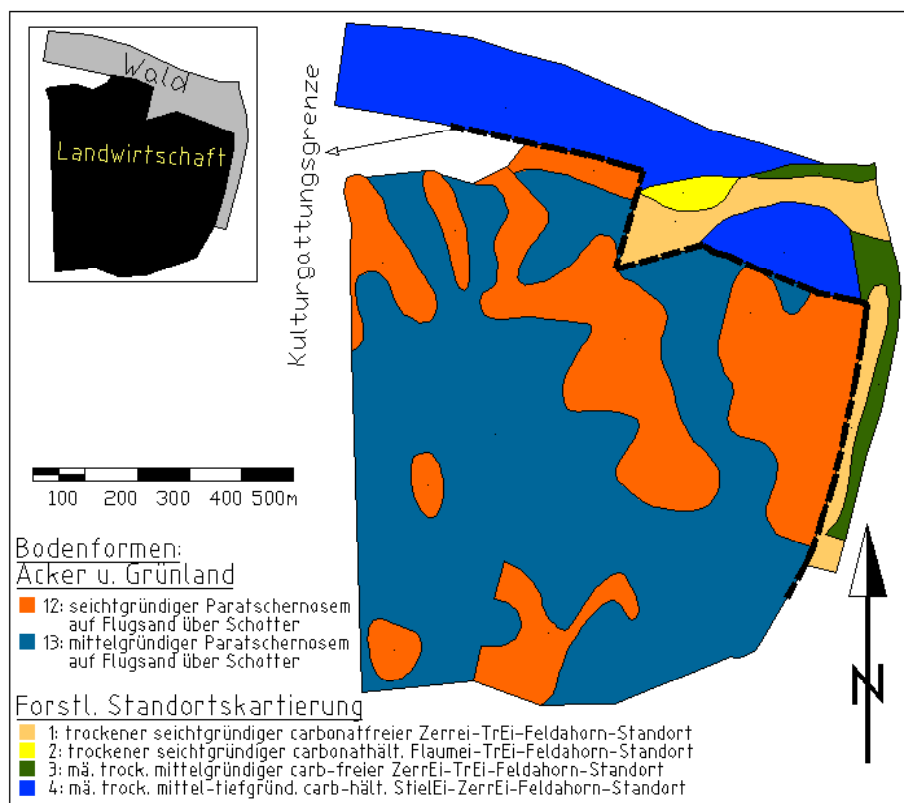 Wald
Landwirtschaft
Kulturgattungsgrenze
100 200 300 400 500m
Bodenformen:
Acker u. Grünland
12: seichtgründiger Paratschernosem
auf Flugsand über Schotter
13: mittelgründiger Paratschernosem
auf Flugsand über Schotter
N
Forstl. Standortskartierung
1: trockener seichtgründiger carbonatfreier Zerrei-TrEi-Feldahorn-Standort
2: trockener seichtgründiger carbonathält. Flaumei-TrEi-Feldahorn-Standort
3: mä. trock. mittelgründiger carb-freier ZerrEi-TrEi-Feldahorn-Standort
4: mä. trock. mittel-tiefgründ. carb-hält. StielEi-ZerrEi-Feldahorn-Standort